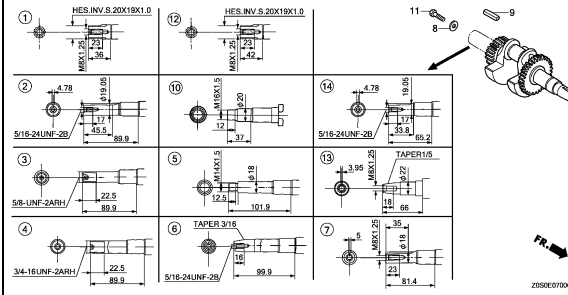 1
HES.INV.S.20X19X1.0
M8X1.25
23
36
12
HES.INV.S.20X19X1.0
M8X1.25
23
42
11
8
9
2
4.78
φ19.05
17
5/16-24UNF-2B
45.5
89.9
10
M16X1.5
φ20
12
37
14
4.78
19.05
17
5/16-24UNF-2B
33.8
65.2
3
5/8-UNF-2ARH
22.5
89.9
5
M14X1.5
φ18
12.5
101.9
13
3.95
M8X1.25
TAPER1/5
φ22
18
66
4
3/4-16UNF-2ARH
22.5
89.9
6
TAPER 3/16
16
5/16-24UNF-2B
99.9
7
5
M8X1.25
35
φ18
23
81.4
FR.